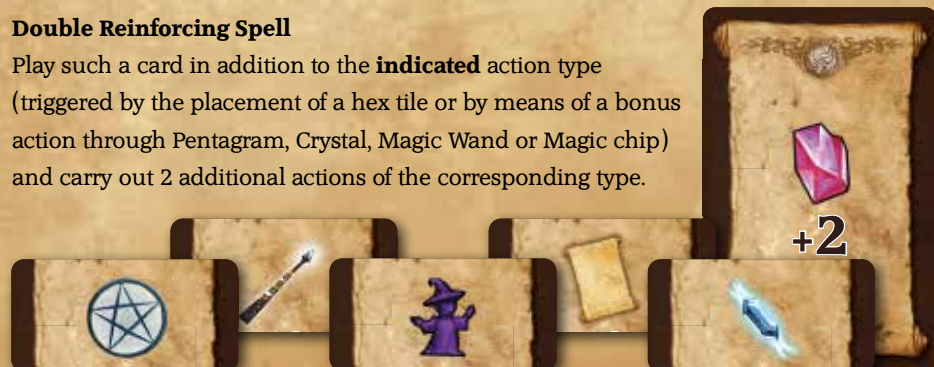 Double Reinforcing Spell
Play such a card in addition to the indicated action type
(triggered by the placement of a hex tile or by means of a bonus
action through Pentagram, Crystal, Magic Wand or Magic chip)
and carry out 2 additional actions of the corresponding type.
+2